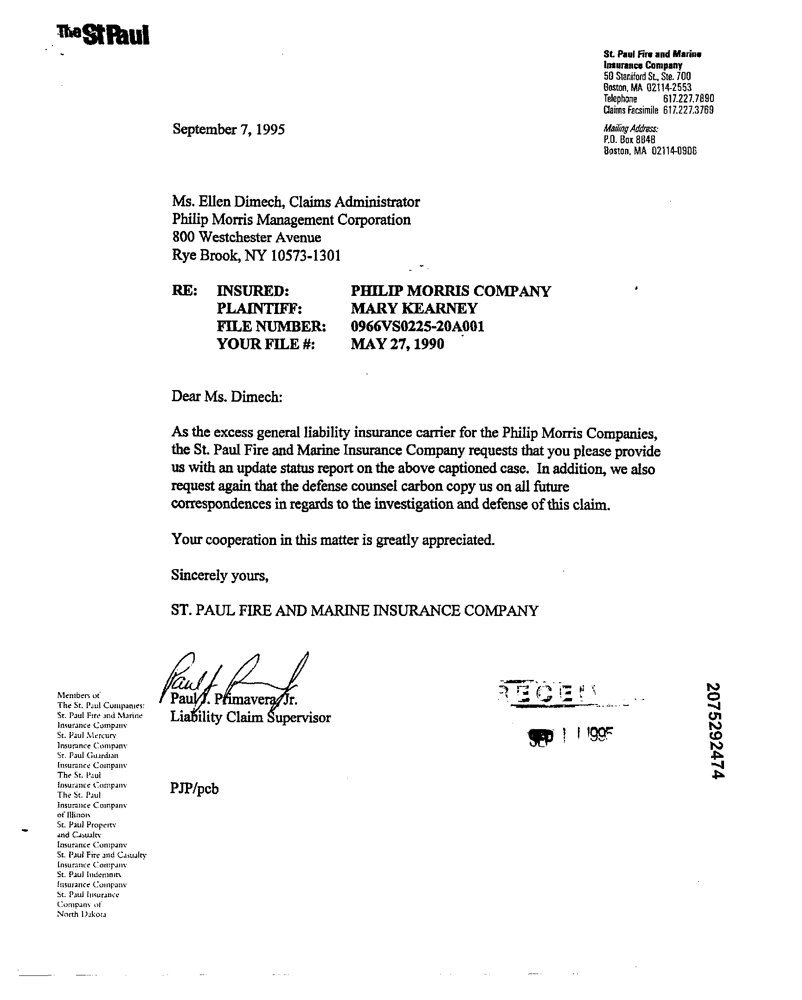 The St Paul
St. Paul Fire and Marine
Insurance Company
50 Staniford St., Ste. 700
Boston, MA 02114-2553
Telephone 617.227.7890
Claims Facsimile 617.227.3769
Mailing Address:
P.O. Box 8848
Boston, MA 02114-0906
September 7, 1995
Ms. Ellen Dimech, Claims Administrator
Philip Morris Management Corporation
800 Westchester Avenue
Rye Brook, NY 10573-1301
RE: INSURED: PHILIP MORRIS COMPANY
PLAINTIFF: MARY KEARNEY
FILE NUMBER: 0966VS0225-20A001
YOUR FILE #: MAY 27, 1990
Dear Ms. Dimech:
As the excess general liability insurance carrier for the Philip Morris Companies,
the St. Paul Fire and Marine Insurance Company requests that you please provide
us with an update status report on the above captioned case. In addition, we also
request again that the defense counsel carbon copy us on all future
correspondences in regards to the investigation and defense of this claim.
Your cooperation in this matter is greatly appreciated.
Sincerely yours,
ST. PAUL FIRE AND MARINE INSURANCE COMPANY
Paul J. Primavera, Jr.
Liability Claim Supervisor
PJP/pcb
SEP 11 1995
2075292474
Members of
The St. Paul Companies:
St. Paul Fire and Marine
Insurance Company
St. Paul Mercury
Insurance Company
St. Paul Guardian
Insurance Company
The St. Paul
Insurance Company
The St. Paul
Insurance Company
of Illinois
St. Paul Property
and Casualty
Insurance Company
St. Paul Fire and Casualty
Insurance Company
St. Paul Indemnity
Insurance Company
St. Paul Insurance
Company of
North Dakota